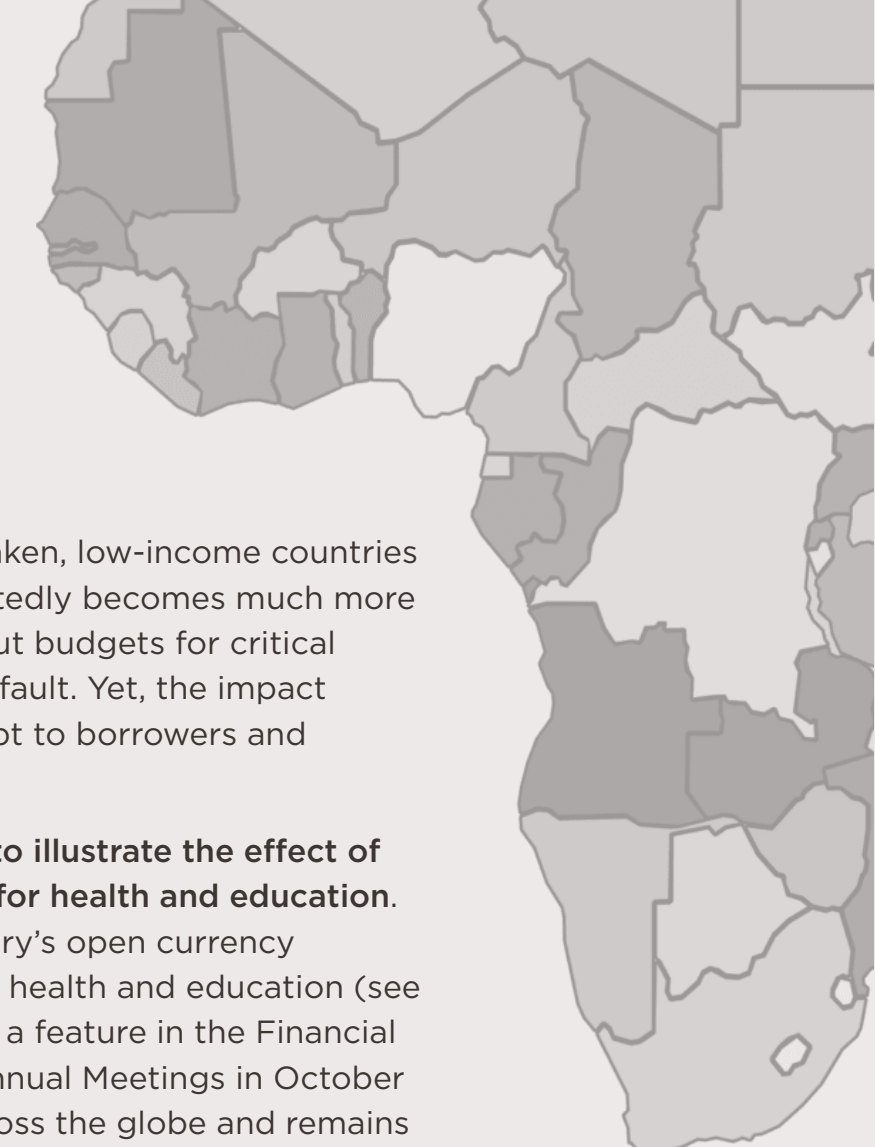 ken, low-income countries
tedly becomes much more
ut budgets for critical
fault. Yet, the impact
to borrowers and
to illustrate the effect of
for health and education.
ry’s open currency
health and education (see
a feature in the Financial
nnual Meetings in October
oss the globe and remains